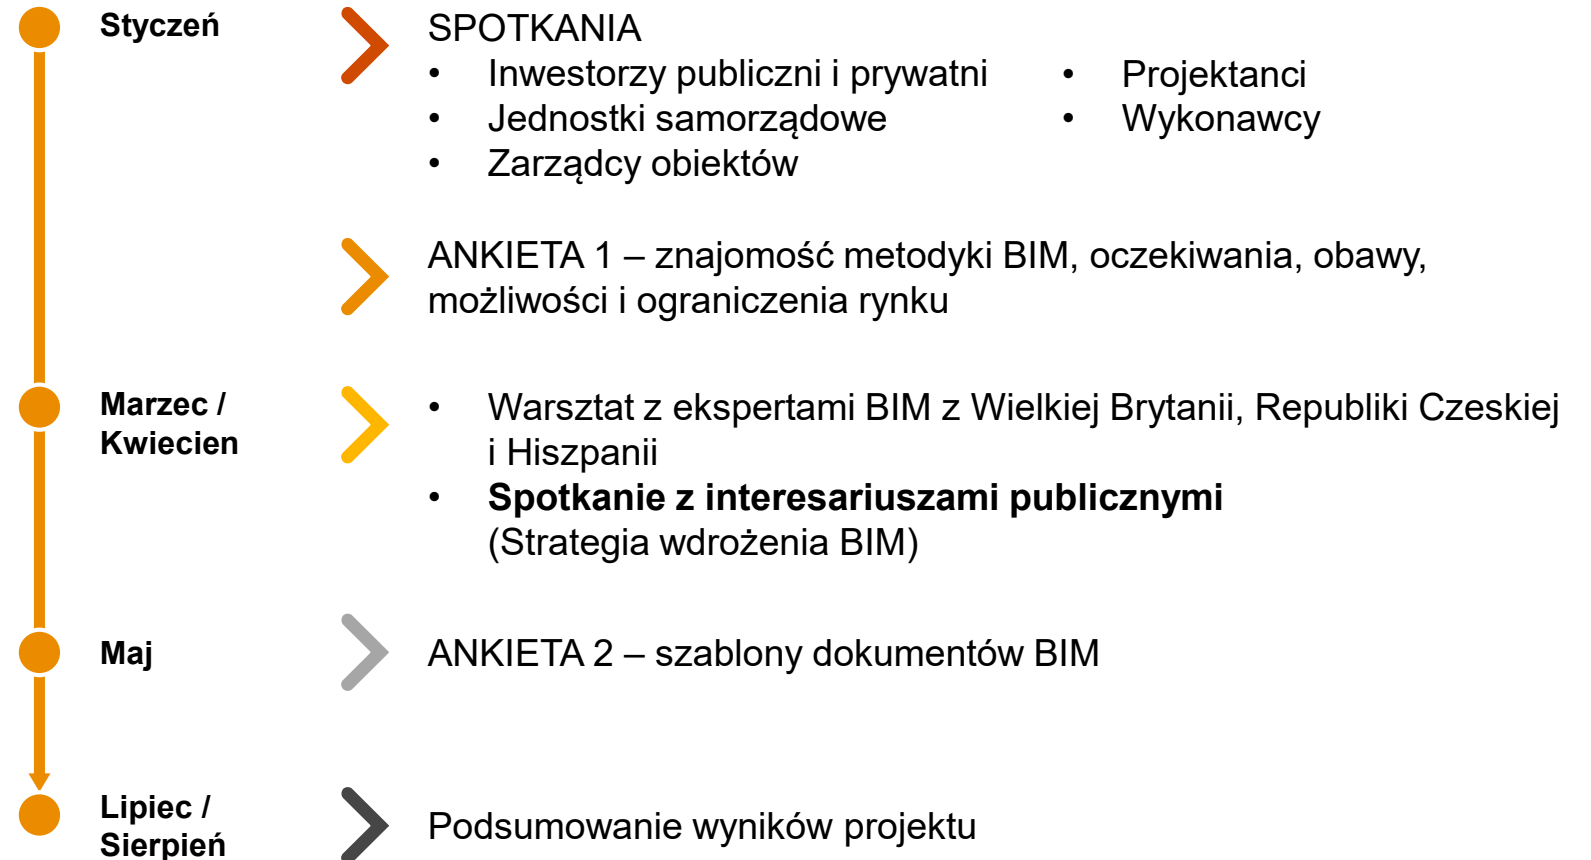 Styczeń
SPOTKANIA
• Inwestorzy publiczni i prywatni
• Jednostki samorządowe
• Zarządcy obiektów
• Projektanci
• Wykonawcy
ANKIETA 1 – znajomość metodyki BIM, oczekiwania, obawy,
możliwości i ograniczenia rynku
Marzec /
Kwiecien
• Warsztat z ekspertami BIM z Wielkiej Brytanii, Republiki Czeskiej
i Hiszpanii
• Spotkanie z interesariuszami publicznymi
(Strategia wdrożenia BIM)
Maj
ANKIETA 2 – szablony dokumentów BIM
Lipiec /
Sierpień
Podsumowanie wyników projektu